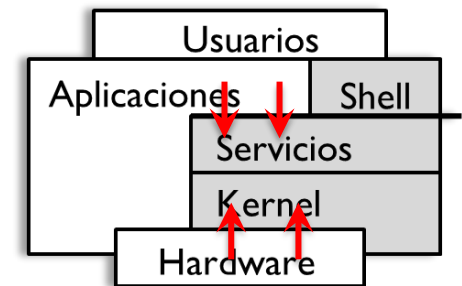 Usuarios
Aplicaciones
Shell
Servicios
Kernel
Hardware